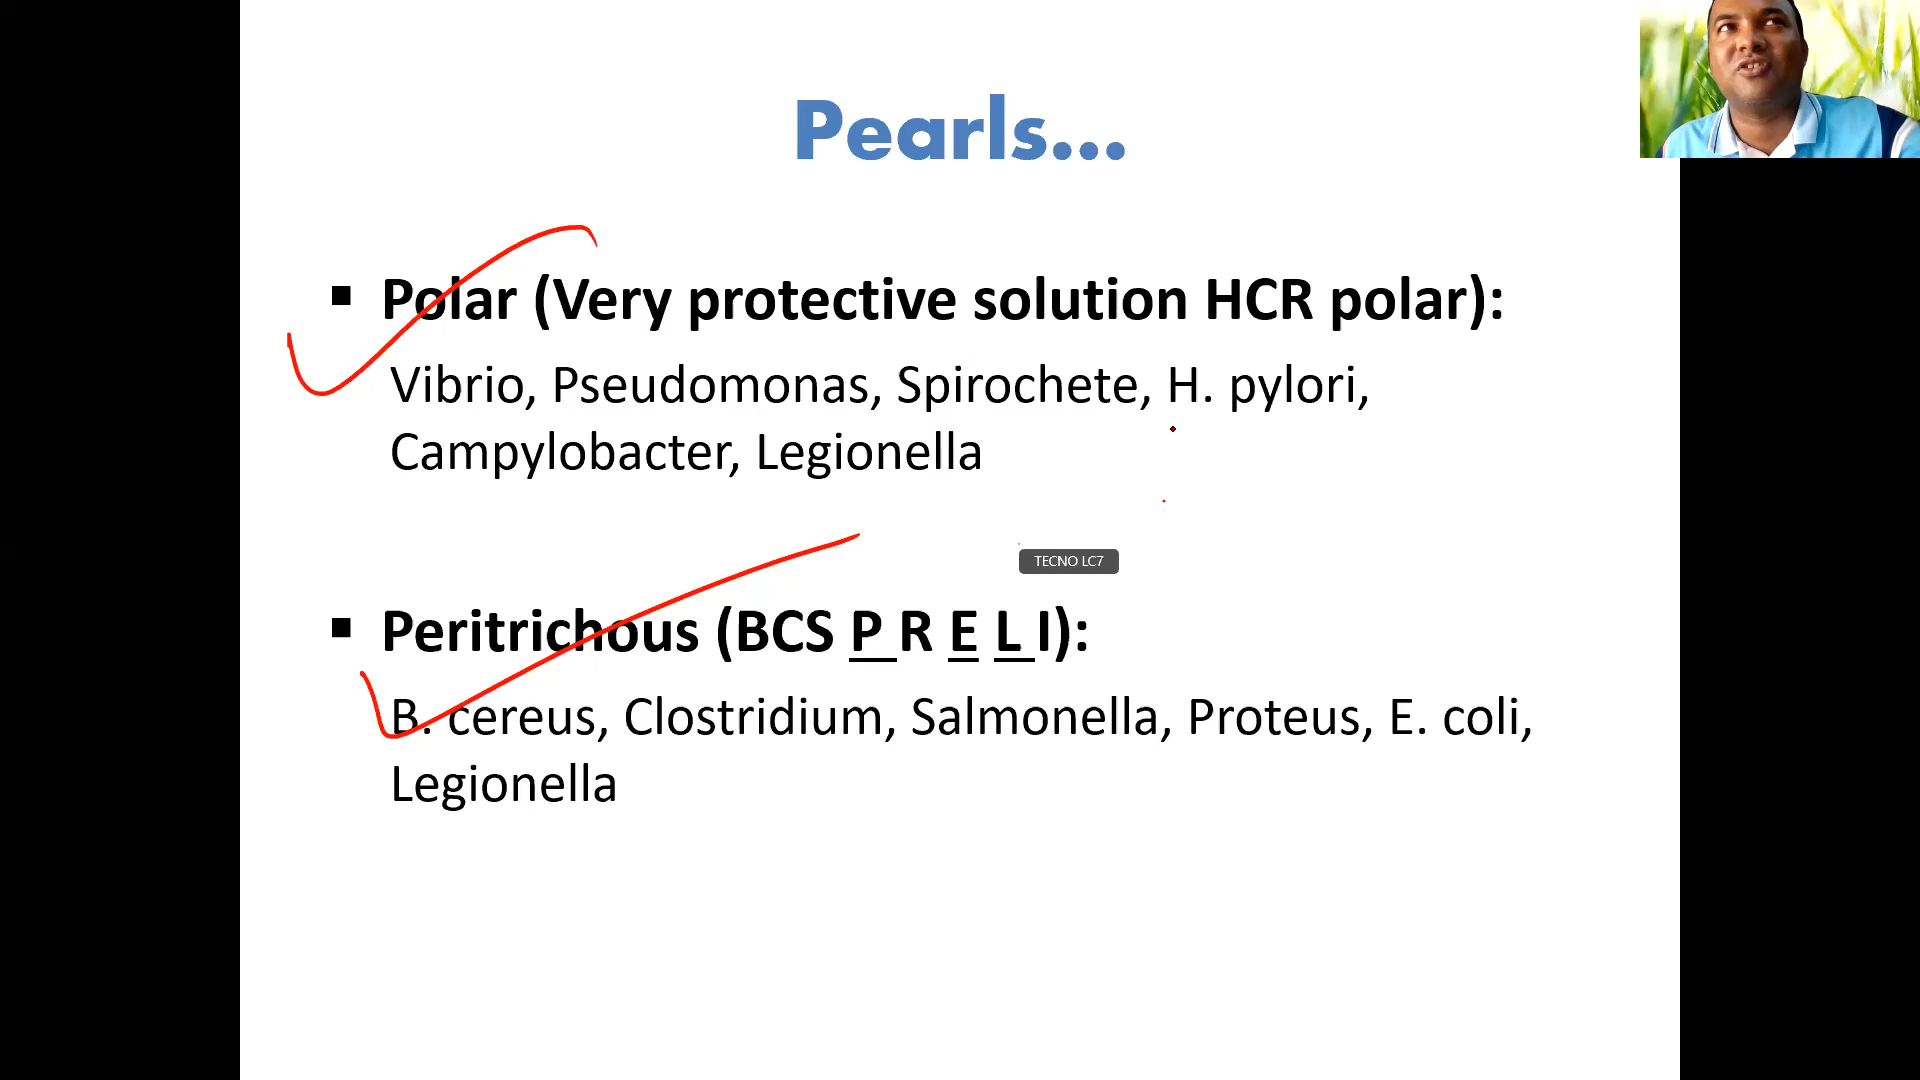 Pearls...
▪ Polar (Very protective solution HCR polar):
Vibrio, Pseudomonas, Spirochete, H. pylori,
Campylobacter, Legionella
TECNO LC7
▪ Peritrichous (BCS P R E L I):
B. cereus, Clostridium, Salmonella, Proteus, E. coli,
Legionella